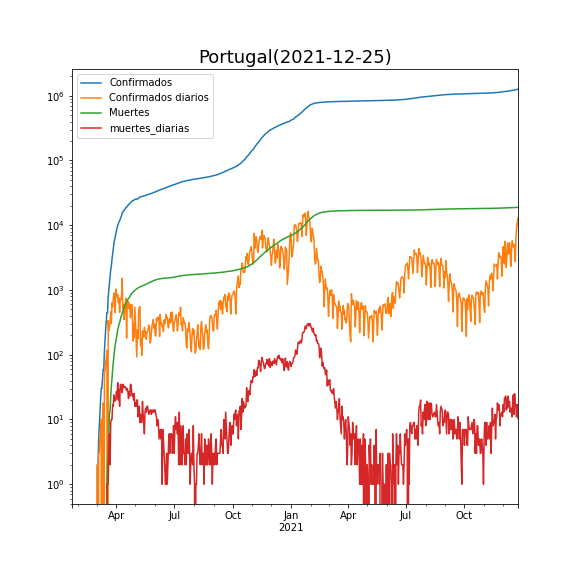 Portugal(2021-12-25)
Confirmados
Confirmados diarios
Muertes
muertes_diarias
10^6
10^5
10^4
10^3
10^2
10^1
10^0
Apr Jul Oct Jan Apr Jul Oct
2021